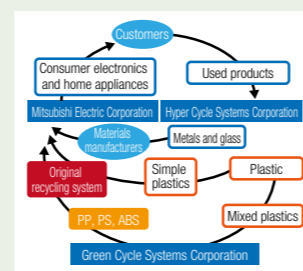 Customers
Consumer electronics
and home appliances
Used products
Mitsubishi Electric Corporation
Hyper Cycle Systems Corporation
Materials
manufacturers
Metals and glass
Original
recycling system
Simple
plastics
Plastic
PP, PS, ABS
Mixed plastics
Green Cycle Systems Corporation